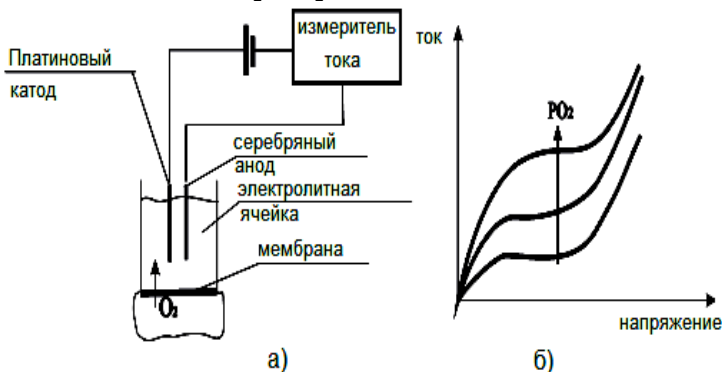 Платиновый
катод
измеритель
тока
серебряный
анод
электролитная
ячейка
мембрана
O₂
а)
ток
PO₂
напряжение
б)